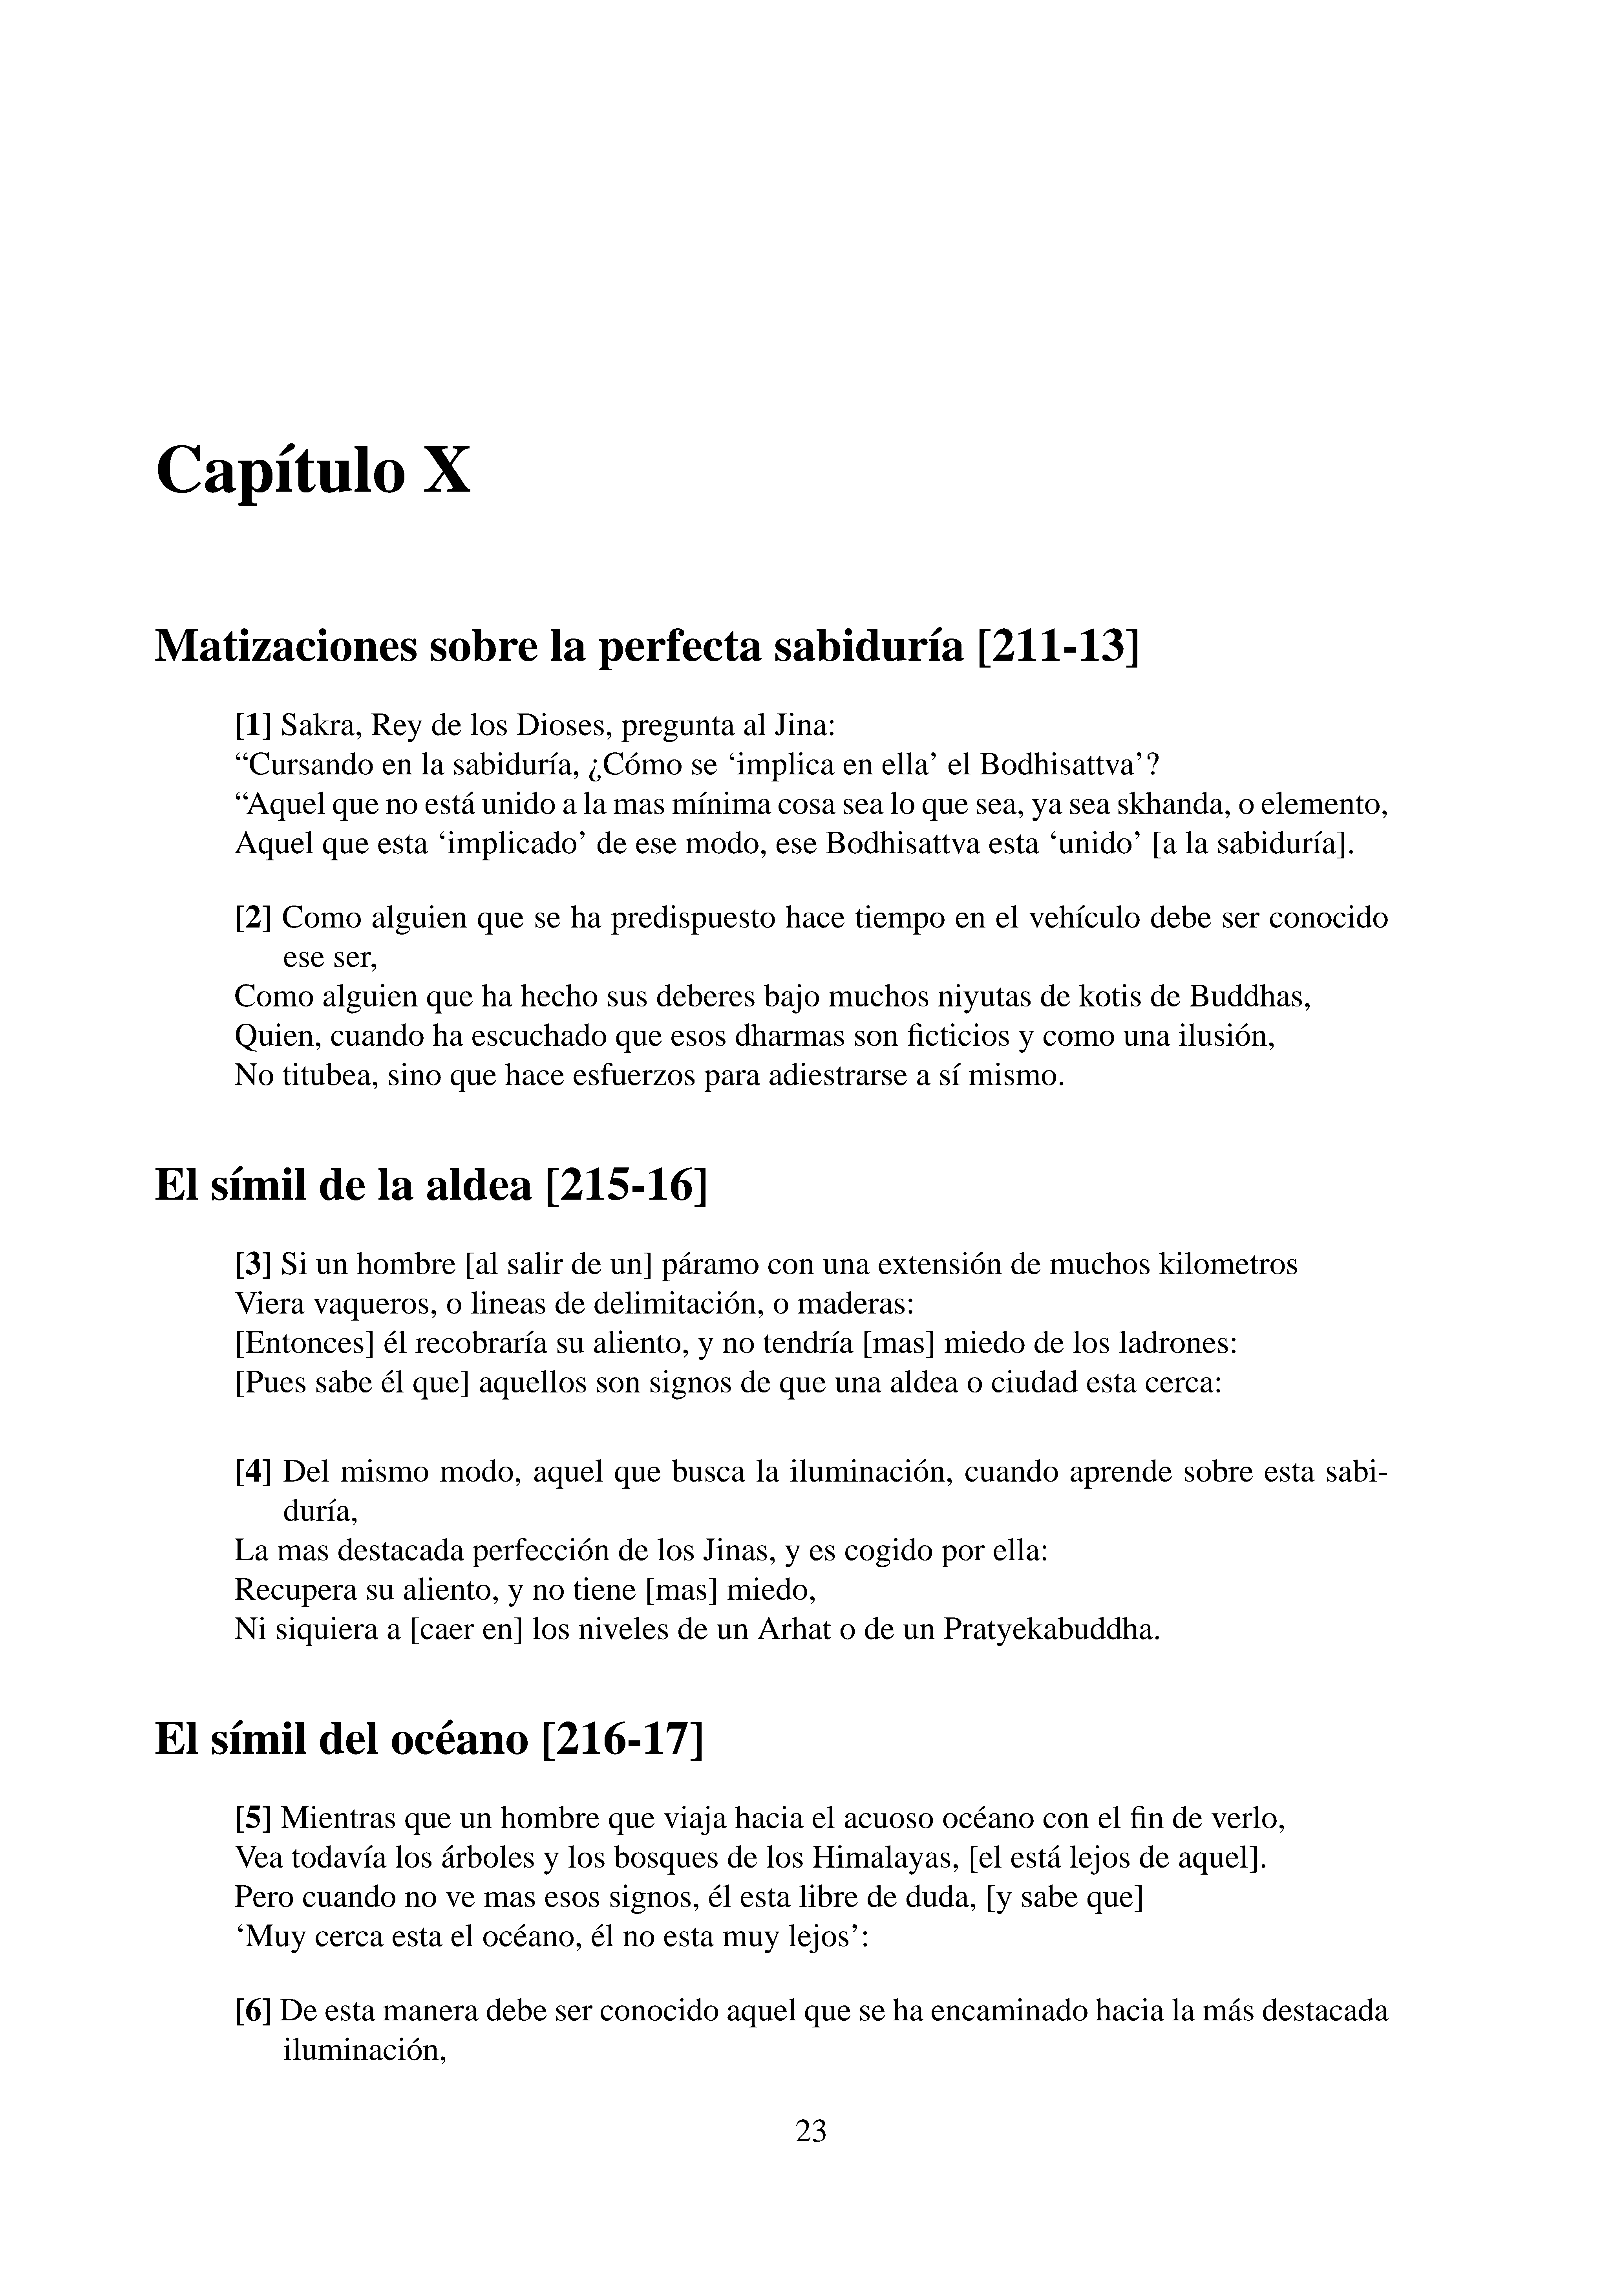 Capítulo X
Matizaciones sobre la perfecta sabiduría [211-13]
[1] Sakra, Rey de los Dioses, pregunta al Jina:
“Cursando en la sabiduría, ¿Cómo se ‘implica en ella’ el Bodhisattva’?
“Aquel que no está unido a la mas mínima cosa sea lo que sea, ya sea skhanda, o elemento,
Aquel que esta ‘implicado’ de ese modo, ese Bodhisattva esta ‘unido’ [a la sabiduría].
[2] Como alguien que se ha predispuesto hace tiempo en el vehículo debe ser conocido
ese ser,
Como alguien que ha hecho sus deberes bajo muchos niyutas de kotis de Buddhas,
Quien, cuando ha escuchado que esos dharmas son ficticios y como una ilusión,
No titubea, sino que hace esfuerzos para adiestrarse a sí mismo.
El símil de la aldea [215-16]
[3] Si un hombre [al salir de un] páramo con una extensión de muchos kilometros
Viera vaqueros, o lineas de delimitación, o maderas:
[Entonces] él recobraría su aliento, y no tendría [mas] miedo de los ladrones:
[Pues sabe él que] aquellos son signos de que una aldea o ciudad esta cerca:
[4] Del mismo modo, aquel que busca la iluminación, cuando aprende sobre esta sabi-
duría,
La mas destacada perfección de los Jinas, y es cogido por ella:
Recupera su aliento, y no tiene [mas] miedo,
Ni siquiera a [caer en] los niveles de un Arhat o de un Pratyekabuddha.
El símil del océano [216-17]
[5] Mientras que un hombre que viaja hacia el acuoso océano con el fin de verlo,
Vea todavía los árboles y los bosques de los Himalayas, [el está lejos de aquel].
Pero cuando no ve mas esos signos, él esta libre de duda, [y sabe que]
‘Muy cerca esta el océano, él no esta muy lejos’:
[6] De esta manera debe ser conocido aquel que se ha encaminado hacia la más destacada
iluminación,
23